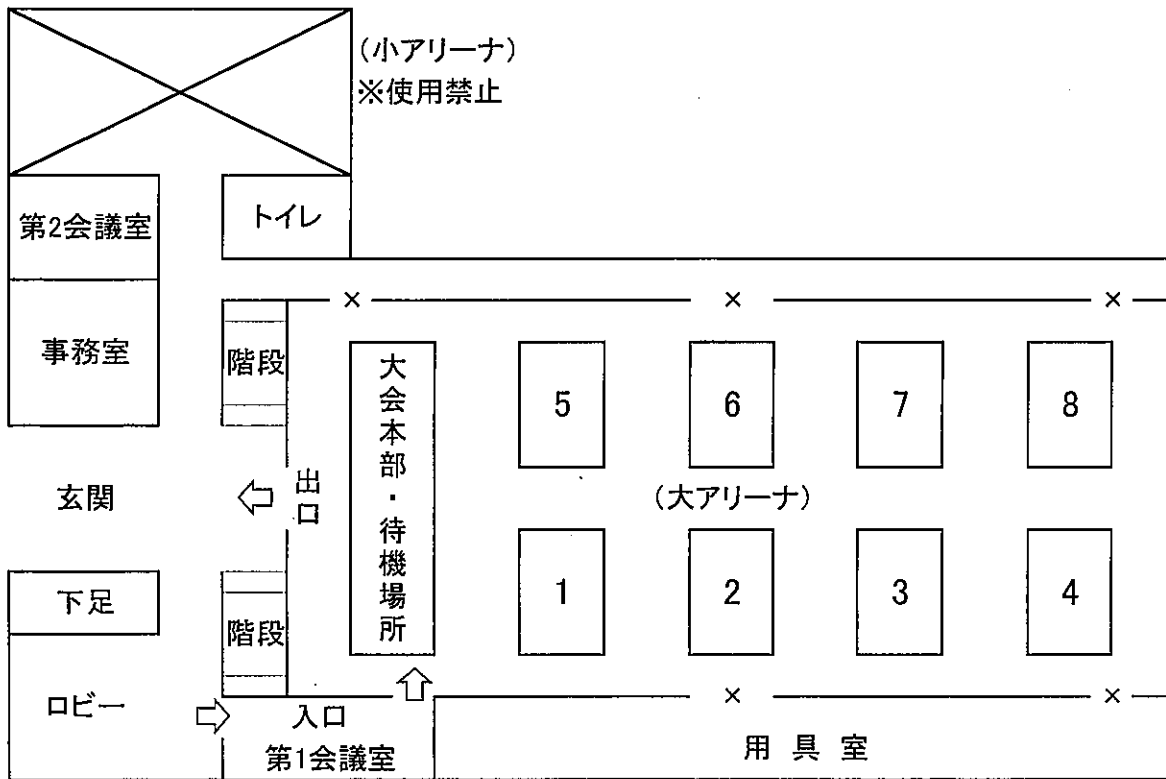 (小アリーナ)
※使用禁止
第2会議室
トイレ
× × ×
事務室
階段
大会本部・待機場所
5 6 7 8
玄関
出口
(大アリーナ)
下足
階段
1 2 3 4
ロビー
入口
× ×
第1会議室
用具室